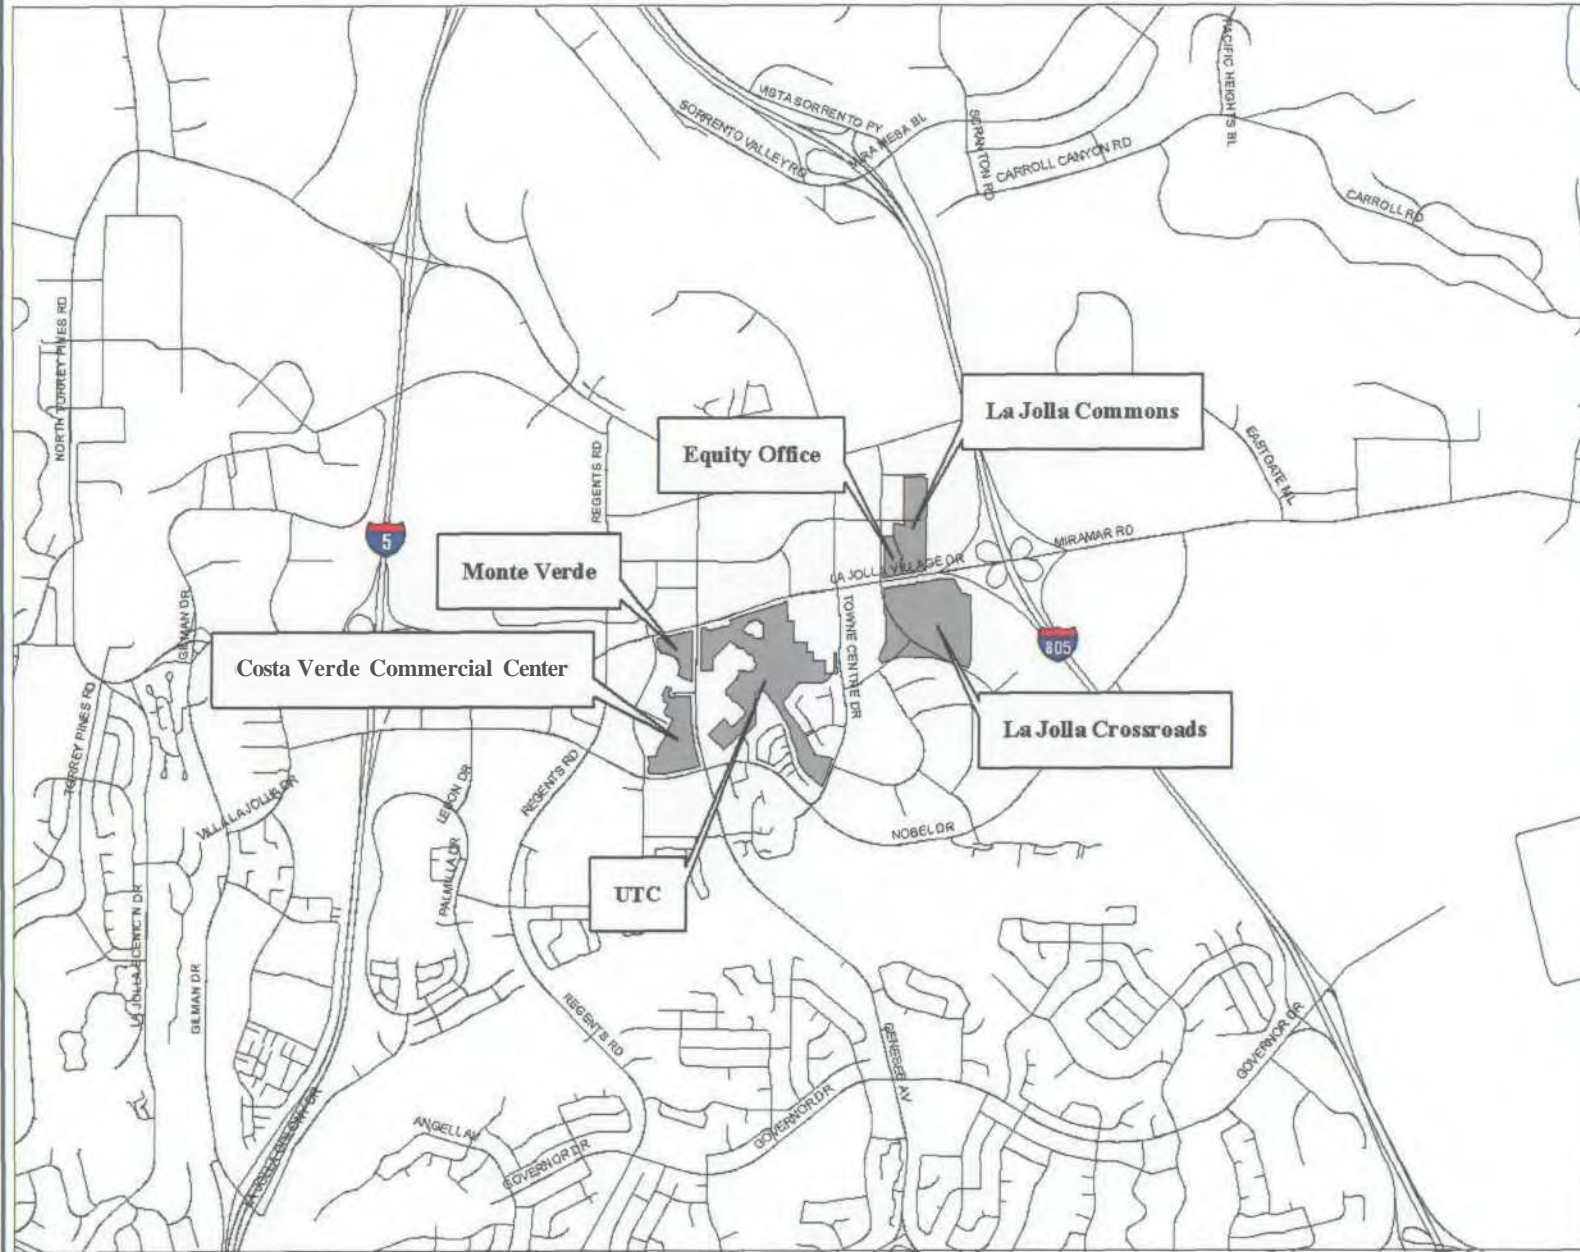 PACIFIC HEIGHTS BL
VISTA SORRENTO PY
SORRENTO VALLEY RD
MIRA MESA BL
SCRANTON RD
CARROLL CANYON RD
CARROLL RD
NORTH TORREY PINES RD
La Jolla Commons
Equity Office
REGENTS RD
EASTGATE ML
5
MIRAMAR RD
Monte Verde
LA JOLLA VILLAGE DR
GILMAN DR
TOWNE CENTRE DR
805
Costa Verde Commercial Center
TORREY PINES RD
La Jolla Crossroads
REGENTS RD
LEBON DR
VILLA LA JOLLA DR
NOBEL DR
PALMILLA DR
UTC
LA JOLLA SCENIC N DR
GILMAN DR
REGENTS RD
GENESEE AV
GOVERNOR DR
GOVERNOR DR
LA JOLLA COLONY DR
ANGELL AV
GOVERNOR DR